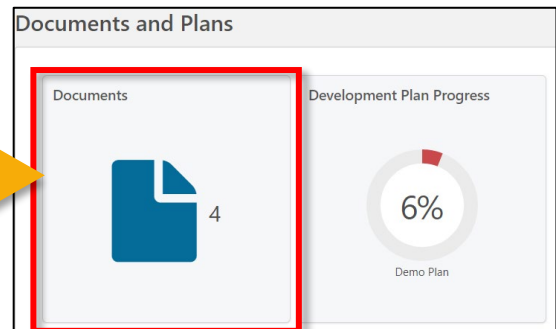 Documents and Plans
Documents
4
Development Plan Progress
6%
Demo Plan